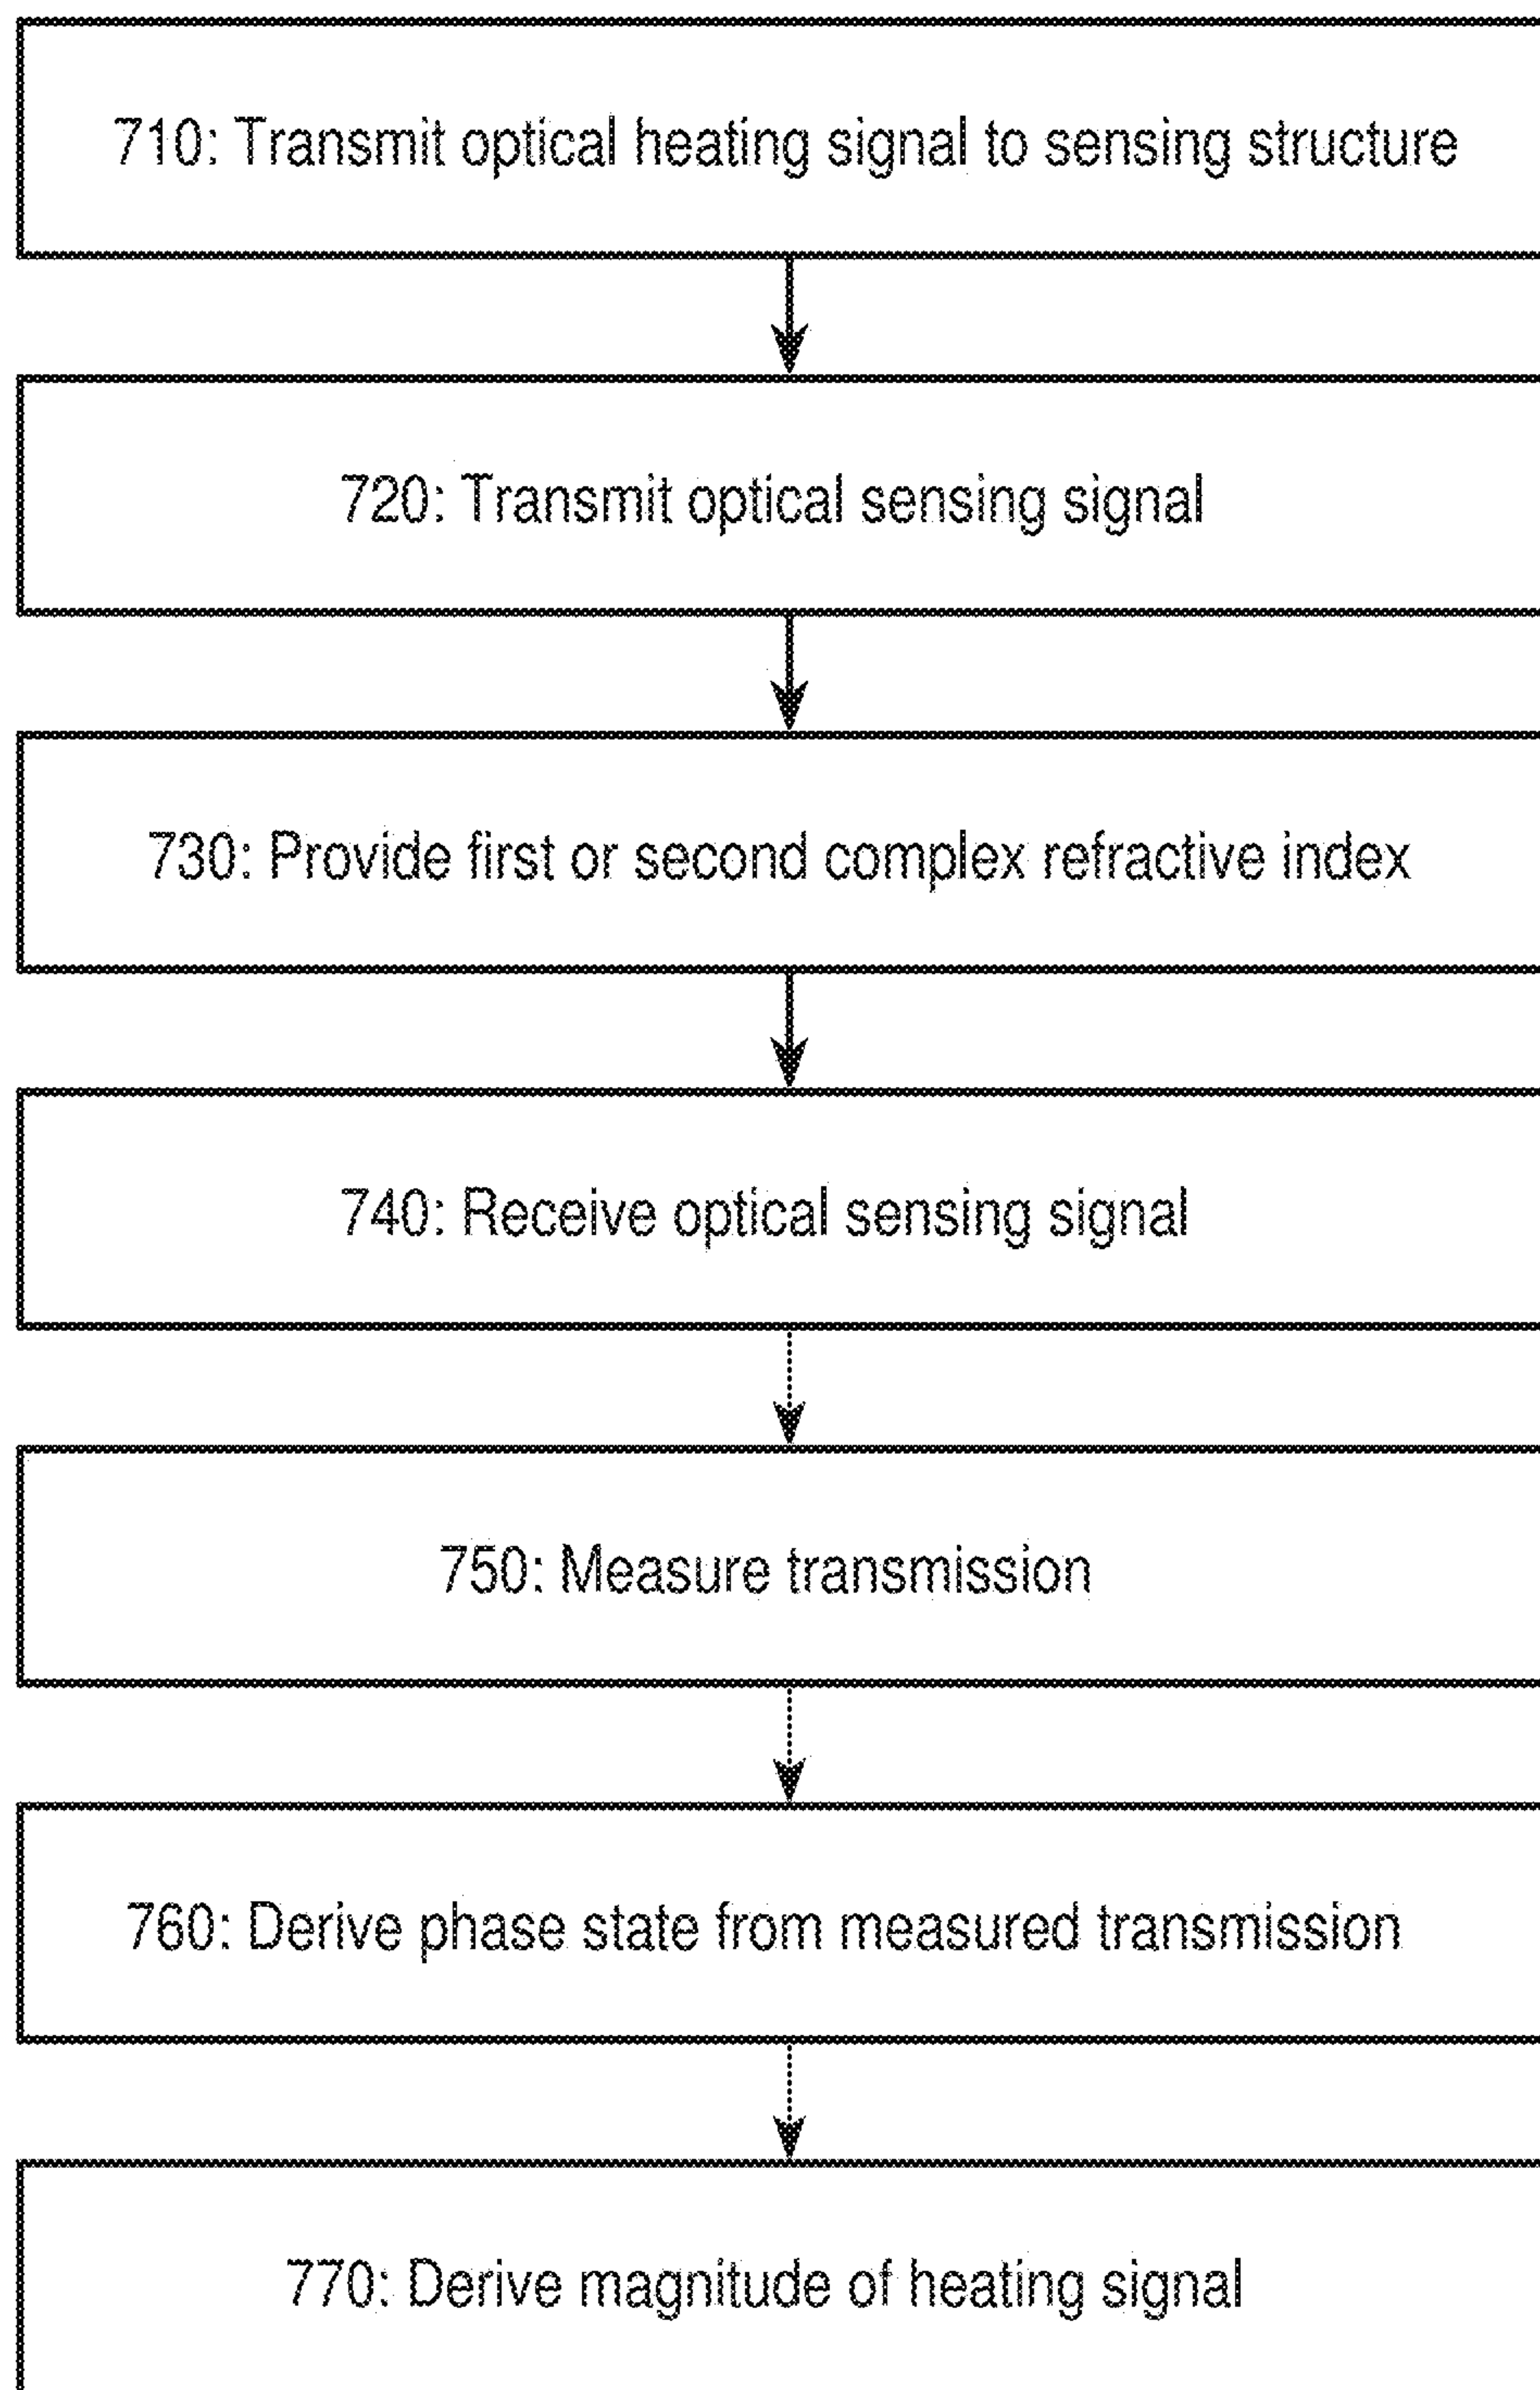 710: Transmit optical heating signal to sensing structure
720: Transmit optical sensing signal
730: Provide first or second complex refractive index
740: Receive optical sensing signal
750: Measure transmission
760: Derive phase state from measured transmission
770: Derive magnitude of heating signal